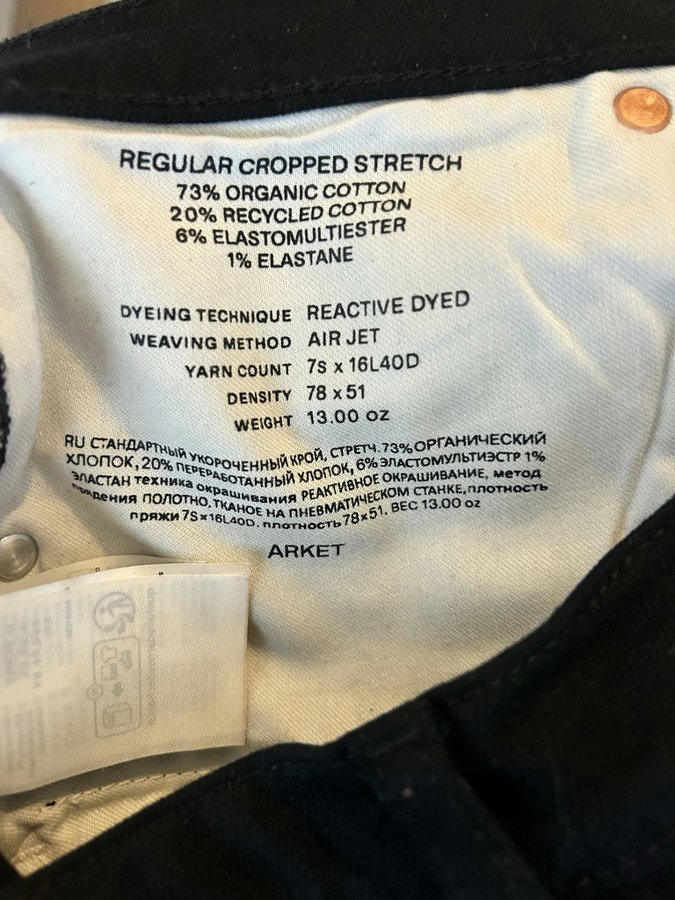 REGULAR CROPPED STRETCH
73% ORGANIC COTTON
20% RECYCLED COTTON
6% ELASTOMULTIESTER
1% ELASTANE
DYEING TECHNIQUE REACTIVE DYED
WEAVING METHOD AIR JET
YARN COUNT 7S x 16L40D
DENSITY 78 x 51
WEIGHT 13.00 oz
RU СТАНДАРТНЫЙ УКОРОЧЕННЫЙ КРОЙ, СТРЕТЧ. 73% ОРГАНИЧЕСКИЙ
ХЛОПОК, 20% ПЕРЕРАБОТАННЫЙ ХЛОПОК, 6% ЭЛАСТОМУЛЬТИЭСТР 1%
ЭЛАСТАН техника окрашивания РЕАКТИВНОЕ ОКРАШИВАНИЕ, метод
ПОЛОТНО, ТКАНОЕ НА ПНЕВМАТИЧЕСКОМ СТАНКЕ, плотность
пряжи 7S x 16L40D. плотность 78 x 51. ВЕС 13.00 oz
ARKET